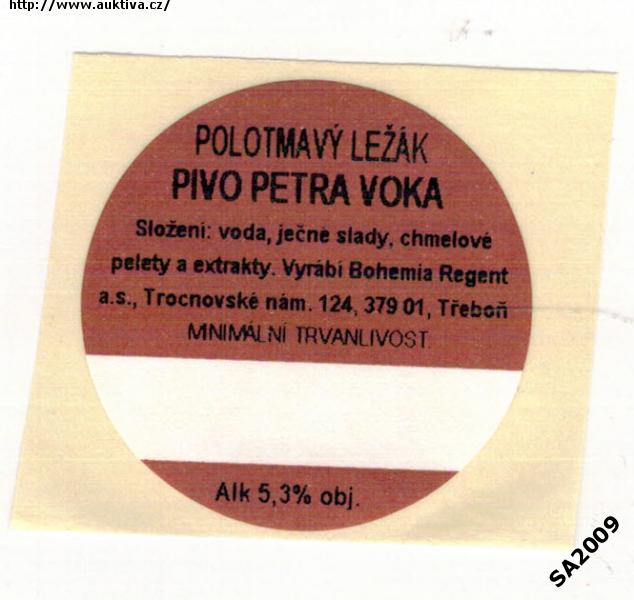 http://www.auktiva.cz/
POLOTMAVÝ LEŽÁK
PIVO PETRA VOKA
Složení: voda, ječné slady, chmelové
pelety a extrakty. Vyrábí Bohemia Regent
a.s., Trocnovské nám. 124, 379 01, Třeboň
MINIMÁLNÍ TRVANLIVOST
Alk 5,3% obj.
SA2009